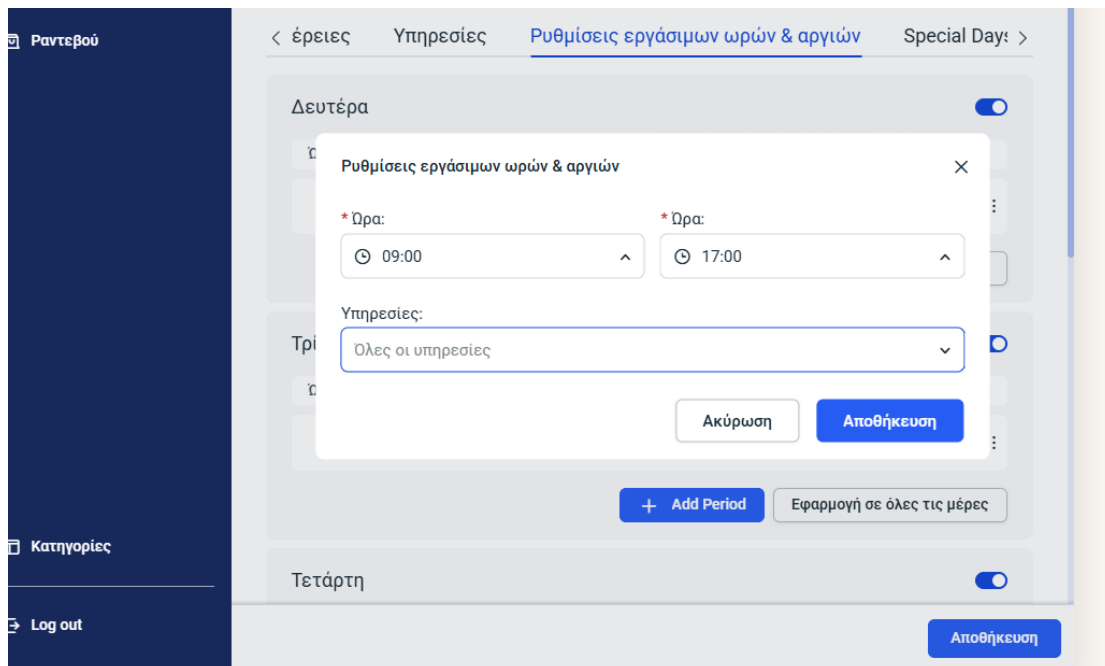 Ραντεβού
έρειες Υπηρεσίες Ρυθμίσεις εργάσιμων ωρών & αργιών Special Days
Δευτέρα
Ρυθμίσεις εργάσιμων ωρών & αργιών
* Ώρα: * Ώρα:
09:00 17:00
Υπηρεσίες:
Όλες οι υπηρεσίες
Ακύρωση Αποθήκευση
+ Add Period Εφαρμογή σε όλες τις μέρες
Κατηγορίες
Τετάρτη
Log out
Αποθήκευση